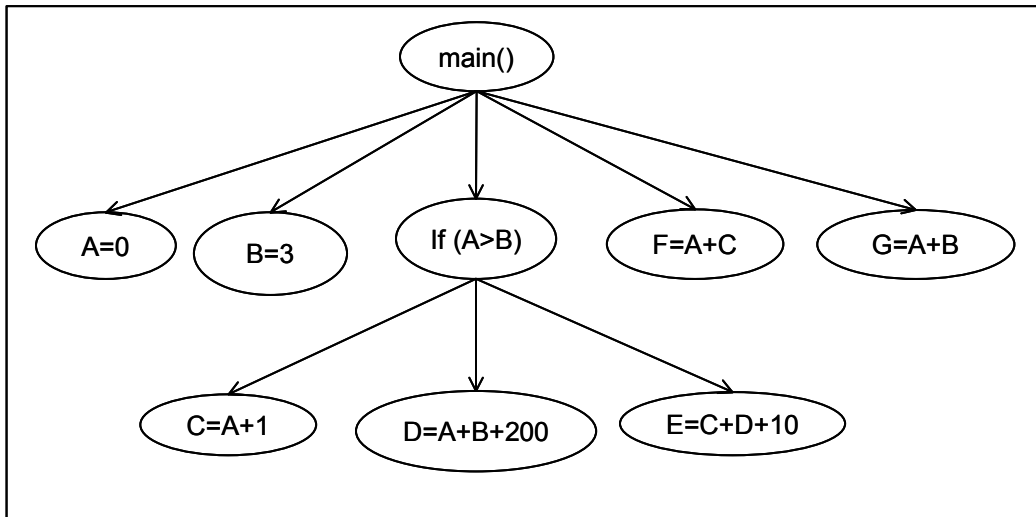 main()
A=0
B=3
If (A>B)
F=A+C
G=A+B
C=A+1
D=A+B+200
E=C+D+10